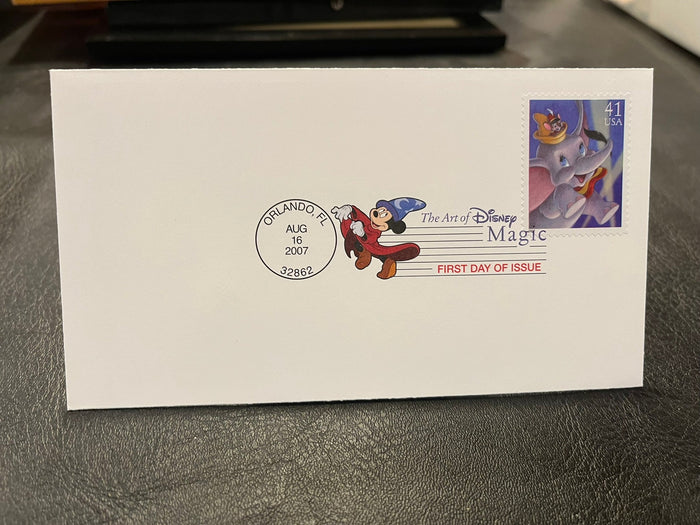 41
USA
ORLANDO, FL
AUG
16
2007
32862
The Art of Disney
Magic
FIRST DAY OF ISSUE